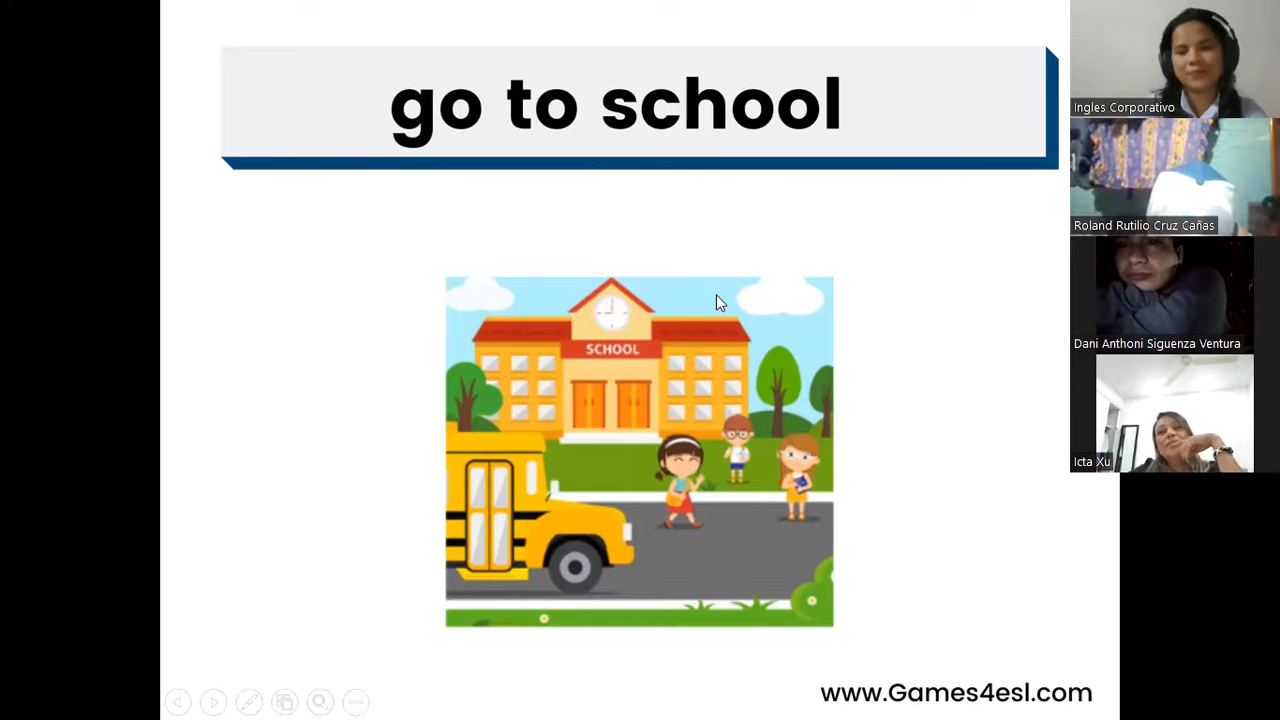 go to school
SCHOOL
www.Games4esl.com
Ingles Corporativo
Roland Rutilio Cruz Cañas
Dani Anthoni Siguenza Ventura
Icta Xu